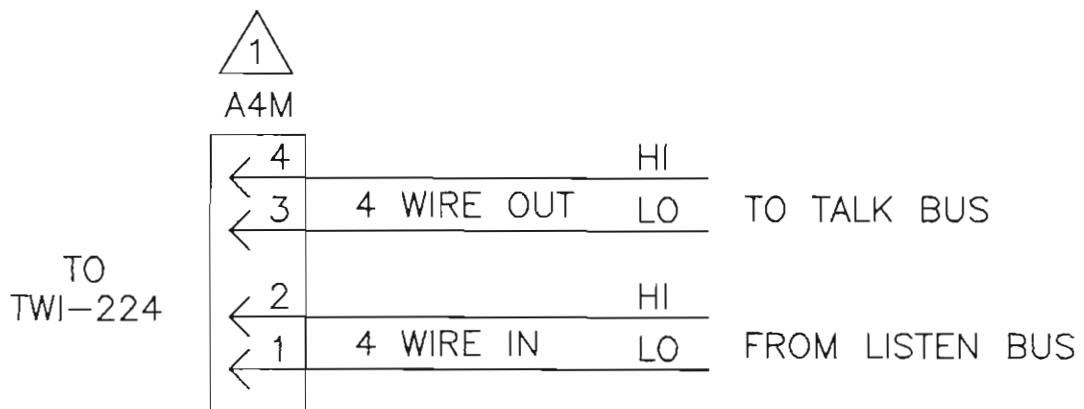 1
A4M
4 HI
3 4 WIRE OUT LO TO TALK BUS
TO
TWI-224
2 HI
1 4 WIRE IN LO FROM LISTEN BUS